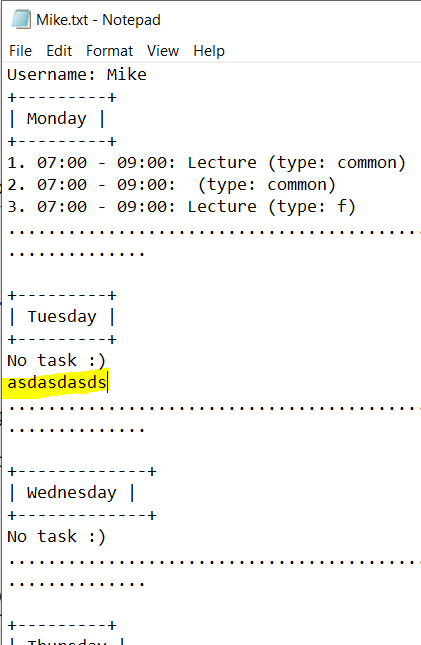 Mike.txt - Notepad
File Edit Format View Help
Username: Mike
+---------+
| Monday |
+---------+
1. 07:00 - 09:00: Lecture (type: common)
2. 07:00 - 09:00:  (type: common)
3. 07:00 - 09:00: Lecture (type: f)
..........................................
..............
+---------+
| Tuesday |
+---------+
No task :)
asdasdasds
..........................................
..............
+-------------+
| Wednesday |
+-------------+
No task :)
..........................................
..............
+------------+
| Thursday |